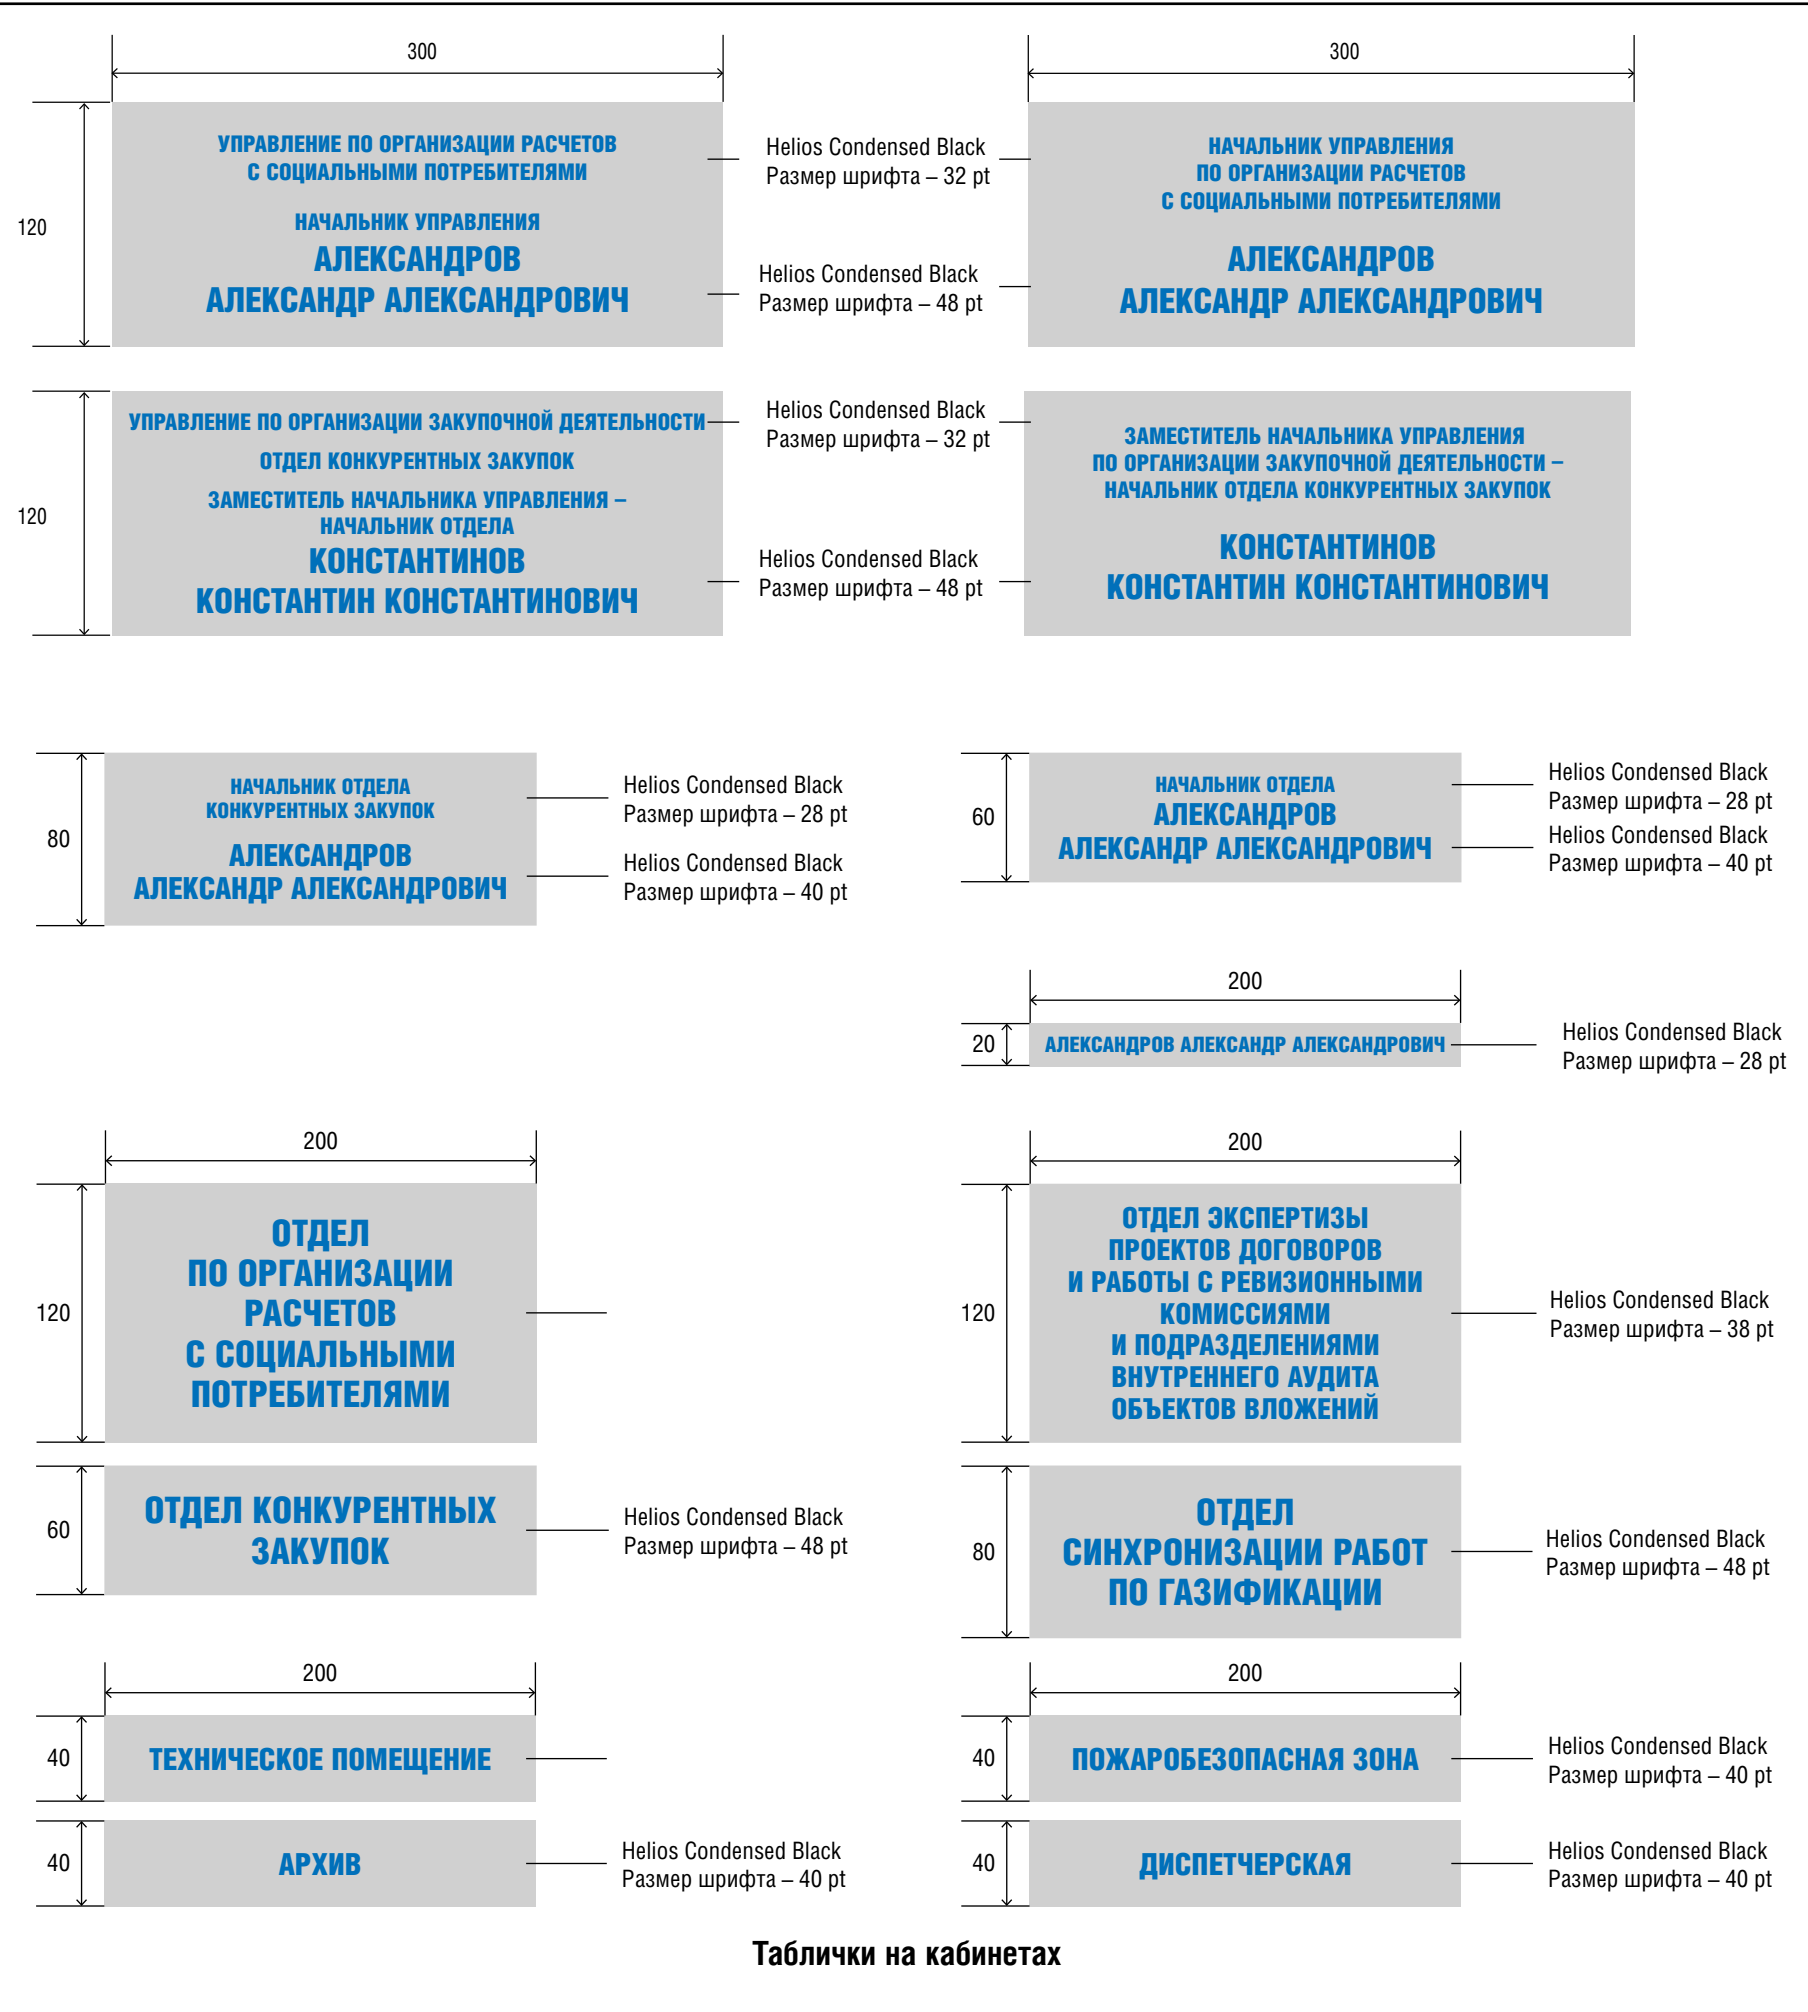 300
300
УПРАВЛЕНИЕ ПО ОРГАНИЗАЦИИ РАСЧЕТОВ
С СОЦИАЛЬНЫМИ ПОТРЕБИТЕЛЯМИ
НАЧАЛЬНИК УПРАВЛЕНИЯ
АЛЕКСАНДРОВ
АЛЕКСАНДР АЛЕКСАНДРОВИЧ
120
Helios Condensed Black
Размер шрифта – 32 pt
Helios Condensed Black
Размер шрифта – 48 pt
НАЧАЛЬНИК УПРАВЛЕНИЯ
ПО ОРГАНИЗАЦИИ РАСЧЕТОВ
С СОЦИАЛЬНЫМИ ПОТРЕБИТЕЛЯМИ
АЛЕКСАНДРОВ
АЛЕКСАНДР АЛЕКСАНДРОВИЧ
УПРАВЛЕНИЕ ПО ОРГАНИЗАЦИИ ЗАКУПОЧНОЙ ДЕЯТЕЛЬНОСТИ
ОТДЕЛ КОНКУРЕНТНЫХ ЗАКУПОК
ЗАМЕСТИТЕЛЬ НАЧАЛЬНИКА УПРАВЛЕНИЯ –
НАЧАЛЬНИК ОТДЕЛА
КОНСТАНТИНОВ
КОНСТАНТИН КОНСТАНТИНОВИЧ
120
Helios Condensed Black
Размер шрифта – 32 pt
Helios Condensed Black
Размер шрифта – 48 pt
ЗАМЕСТИТЕЛЬ НАЧАЛЬНИКА УПРАВЛЕНИЯ
ПО ОРГАНИЗАЦИИ ЗАКУПОЧНОЙ ДЕЯТЕЛЬНОСТИ –
НАЧАЛЬНИК ОТДЕЛА КОНКУРЕНТНЫХ ЗАКУПОК
КОНСТАНТИНОВ
КОНСТАНТИН КОНСТАНТИНОВИЧ
80
НАЧАЛЬНИК ОТДЕЛА
КОНКУРЕНТНЫХ ЗАКУПОК
АЛЕКСАНДРОВ
АЛЕКСАНДР АЛЕКСАНДРОВИЧ
Helios Condensed Black
Размер шрифта – 28 pt
Helios Condensed Black
Размер шрифта – 40 pt
60
НАЧАЛЬНИК ОТДЕЛА
АЛЕКСАНДРОВ
АЛЕКСАНДР АЛЕКСАНДРОВИЧ
Helios Condensed Black
Размер шрифта – 28 pt
Helios Condensed Black
Размер шрифта – 40 pt
200
20
АЛЕКСАНДРОВ АЛЕКСАНДР АЛЕКСАНДРОВИЧ
Helios Condensed Black
Размер шрифта – 28 pt
200
120
ОТДЕЛ
ПО ОРГАНИЗАЦИИ
РАСЧЕТОВ
С СОЦИАЛЬНЫМИ
ПОТРЕБИТЕЛЯМИ
200
120
ОТДЕЛ ЭКСПЕРТИЗЫ
ПРОЕКТОВ ДОГОВОРОВ
И РАБОТЫ С РЕВИЗИОННЫМИ
КОМИССИЯМИ
И ПОДРАЗДЕЛЕНИЯМИ
ВНУТРЕННЕГО АУДИТА
ОБЪЕКТОВ ВЛОЖЕНИЙ
Helios Condensed Black
Размер шрифта – 38 pt
60
ОТДЕЛ КОНКУРЕНТНЫХ
ЗАКУПОК
Helios Condensed Black
Размер шрифта – 48 pt
80
ОТДЕЛ
СИНХРОНИЗАЦИИ РАБОТ
ПО ГАЗИФИКАЦИИ
Helios Condensed Black
Размер шрифта – 48 pt
200
40
ТЕХНИЧЕСКОЕ ПОМЕЩЕНИЕ
200
40
ПОЖАРОБЕЗОПАСНАЯ ЗОНА
Helios Condensed Black
Размер шрифта – 40 pt
40
АРХИВ
Helios Condensed Black
Размер шрифта – 40 pt
40
ДИСПЕТЧЕРСКАЯ
Helios Condensed Black
Размер шрифта – 40 pt
Таблички на кабинетах